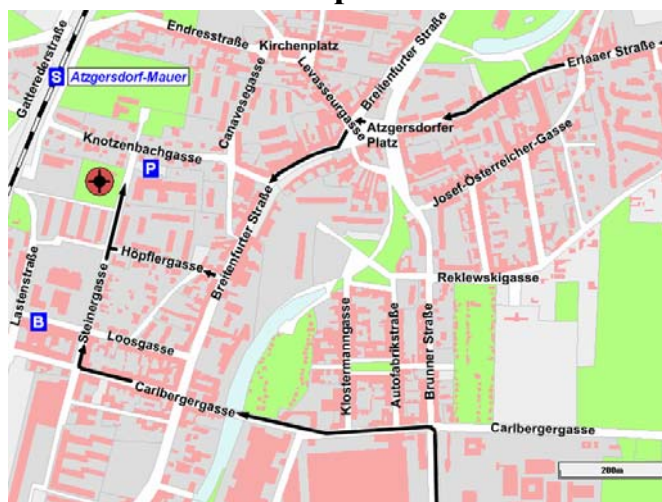 Endresstraße
Kirchenplatz
Breitenfurter Straße
Erlaaer Straße
Gatterederstraße
S Atzgersdorf-Mauer
Canavesegasse
Levasseurgasse
Atzgersdorfer
Platz
Knotzenbachgasse
P
Josef-Österreicher-Gasse
Breitenfurter Straße
Höpflergasse
Reklewskigasse
Lastenstraße
Steinergasse
B
Loosgasse
Klostermanngasse
Autofabrikstraße
Brunner Straße
Carlbergergasse
Carlbergergasse
200m